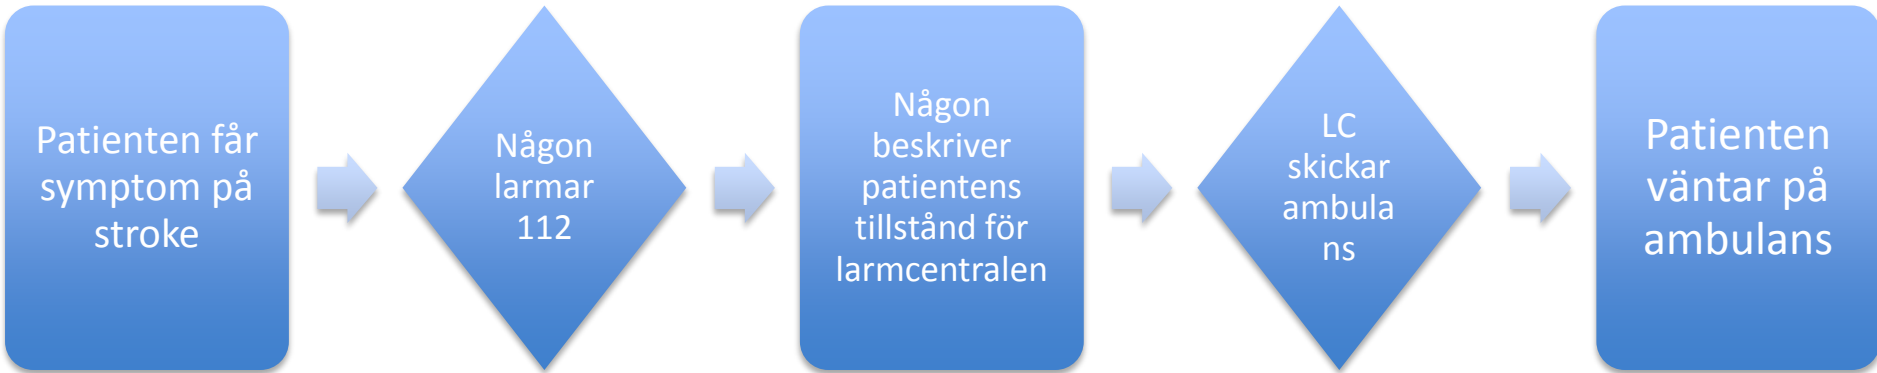 Patienten får
symptom på
stroke
Någon
larmar
112
Någon
beskriver
patientens
tillstånd för
larmcentralen
LC
skickar
ambula
ns
Patienten
väntar på
ambulans